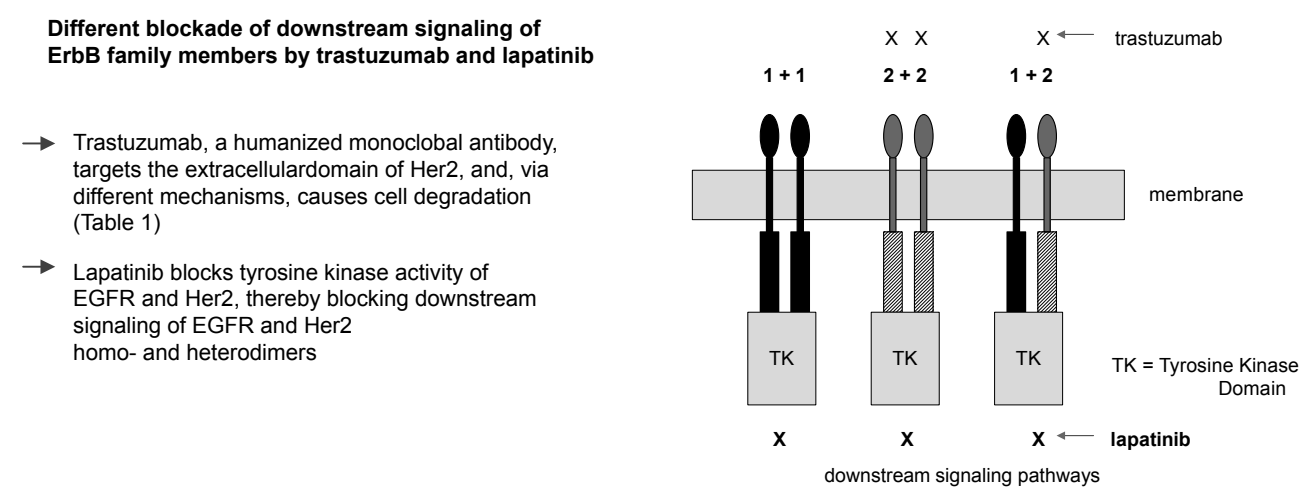 Different blockade of downstream signaling of
ErbB family members by trastuzumab and lapatinib
Trastuzumab, a humanized monoclobal antibody,
targets the extracellulardomain of Her2, and, via
different mechanisms, causes cell degradation
(Table 1)
Lapatinib blocks tyrosine kinase activity of
EGFR and Her2, thereby blocking downstream
signaling of EGFR and Her2
homo- and heterodimers
X X X trastuzumab
1 + 1 2 + 2 1 + 2
membrane
TK TK TK
TK = Tyrosine Kinase
Domain
X X X lapatinib
downstream signaling pathways